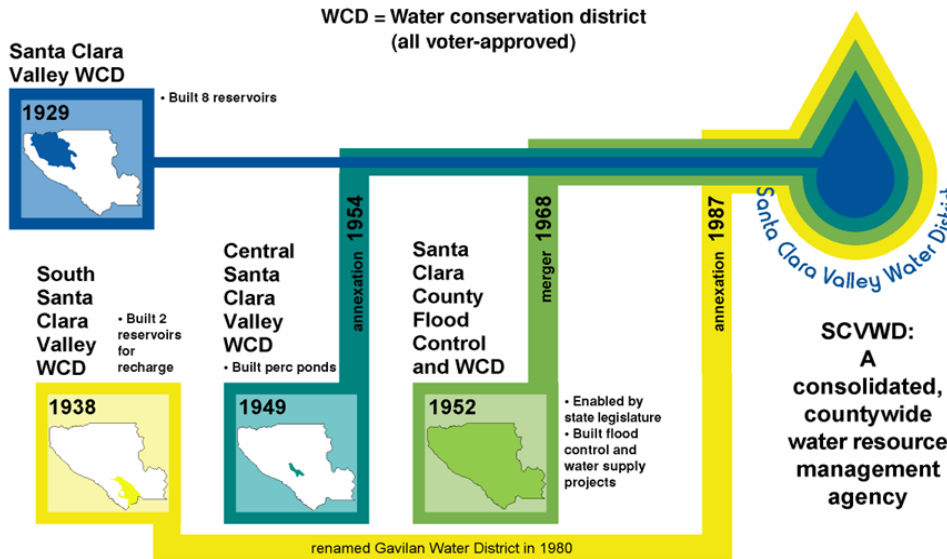 WCD = Water conservation district
(all voter-approved)
Santa Clara
Valley WCD
1929
• Built 8 reservoirs
South
Santa
Clara
Valley
WCD
• Built 2
reservoirs
for
recharge
1938
Central
Santa
Clara
Valley
WCD
• Built perc ponds
1949
annexation 1954
Santa
Clara
County
Flood
Control
and WCD
1952
• Enabled by
state legislature
• Built flood
control and
water supply
projects
merger 1968
annexation 1987
renamed Gavilan Water District in 1980
Santa Clara Valley Water District
SCVWD:
A
consolidated,
countywide
water resource
management
agency